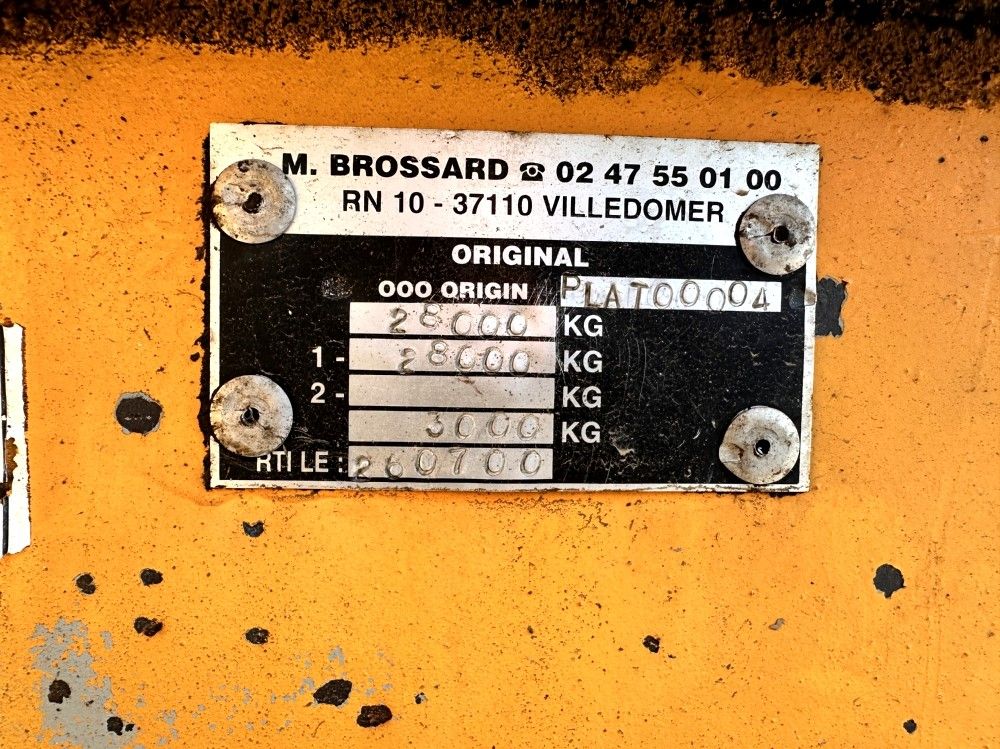 M. BROSSARD ☎ 02 47 55 01 00
RN 10 - 37110 VILLEDOMER
ORIGINAL
OOO ORIGIN PLAT00004
28000 KG
1 - 28000 KG
2 - KG
3000 KG
RTI LE : 260700